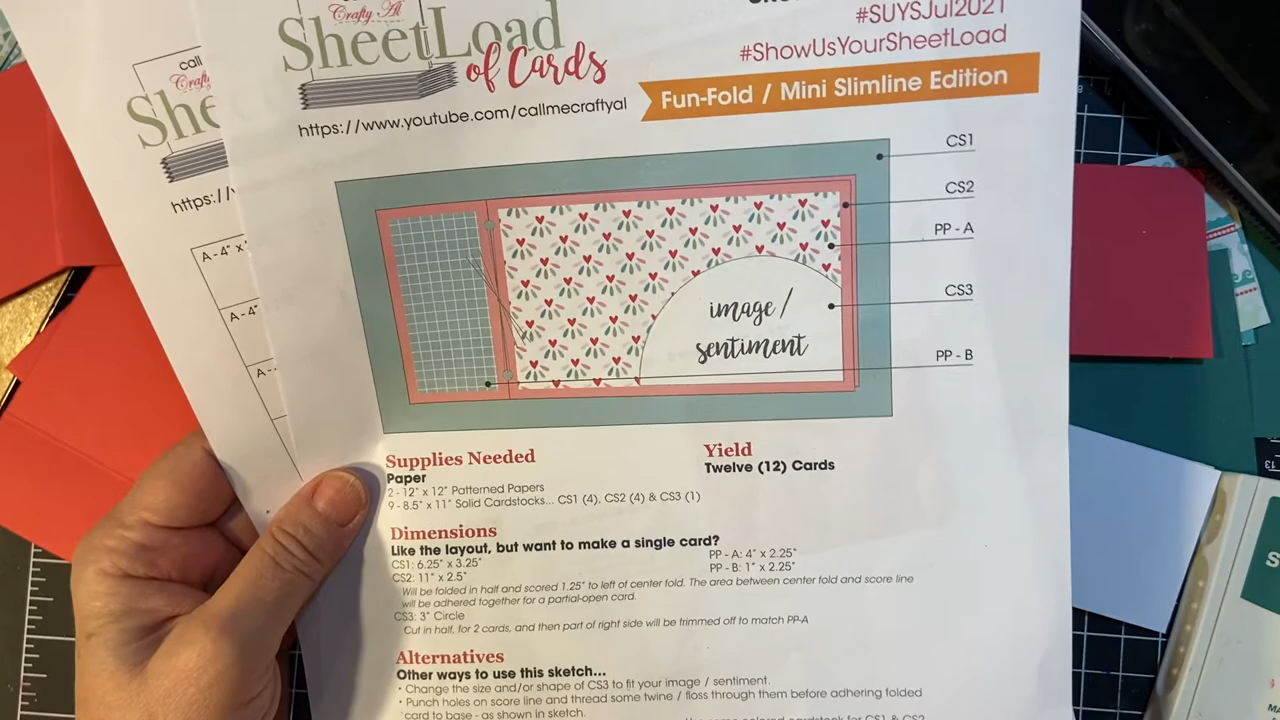 Crafty Al
SheetLoad
of Cards
https://www.youtube.com/callmecraftyal
#SUYSJul2021
#ShowUsYourSheetLoad
Fun-Fold / Mini Slimline Edition
call
She
https://
A - 4" x
A - 4"
A -
CS1
CS2
PP - A
CS3
PP - B
image /
sentiment
Supplies Needed
Paper
2 - 12" x 12" Patterned Papers
9 - 8.5" x 11" Solid Cardstocks... CS1 (4), CS2 (4) & CS3 (1)
Yield
Twelve (12) Cards
Dimensions
Like the layout, but want to make a single card?
CS1: 6.25" x 3.25"
CS2: 11" x 2.5"
PP - A: 4" x 2.25"
PP - B: 1" x 2.25"
Will be folded in half and scored 1.25" to left of center fold. The area between center fold and score line
will be adhered together for a partial-open card.
CS3: 3" Circle
Cut in half, for 2 cards, and then part of right side will be trimmed off to match PP-A
Alternatives
Other ways to use this sketch...
• Change the size and/or shape of CS3 to fit your image / sentiment.
• Punch holes on score line and thread some twine / floss through them before adhering folded
card to base - as shown in sketch.